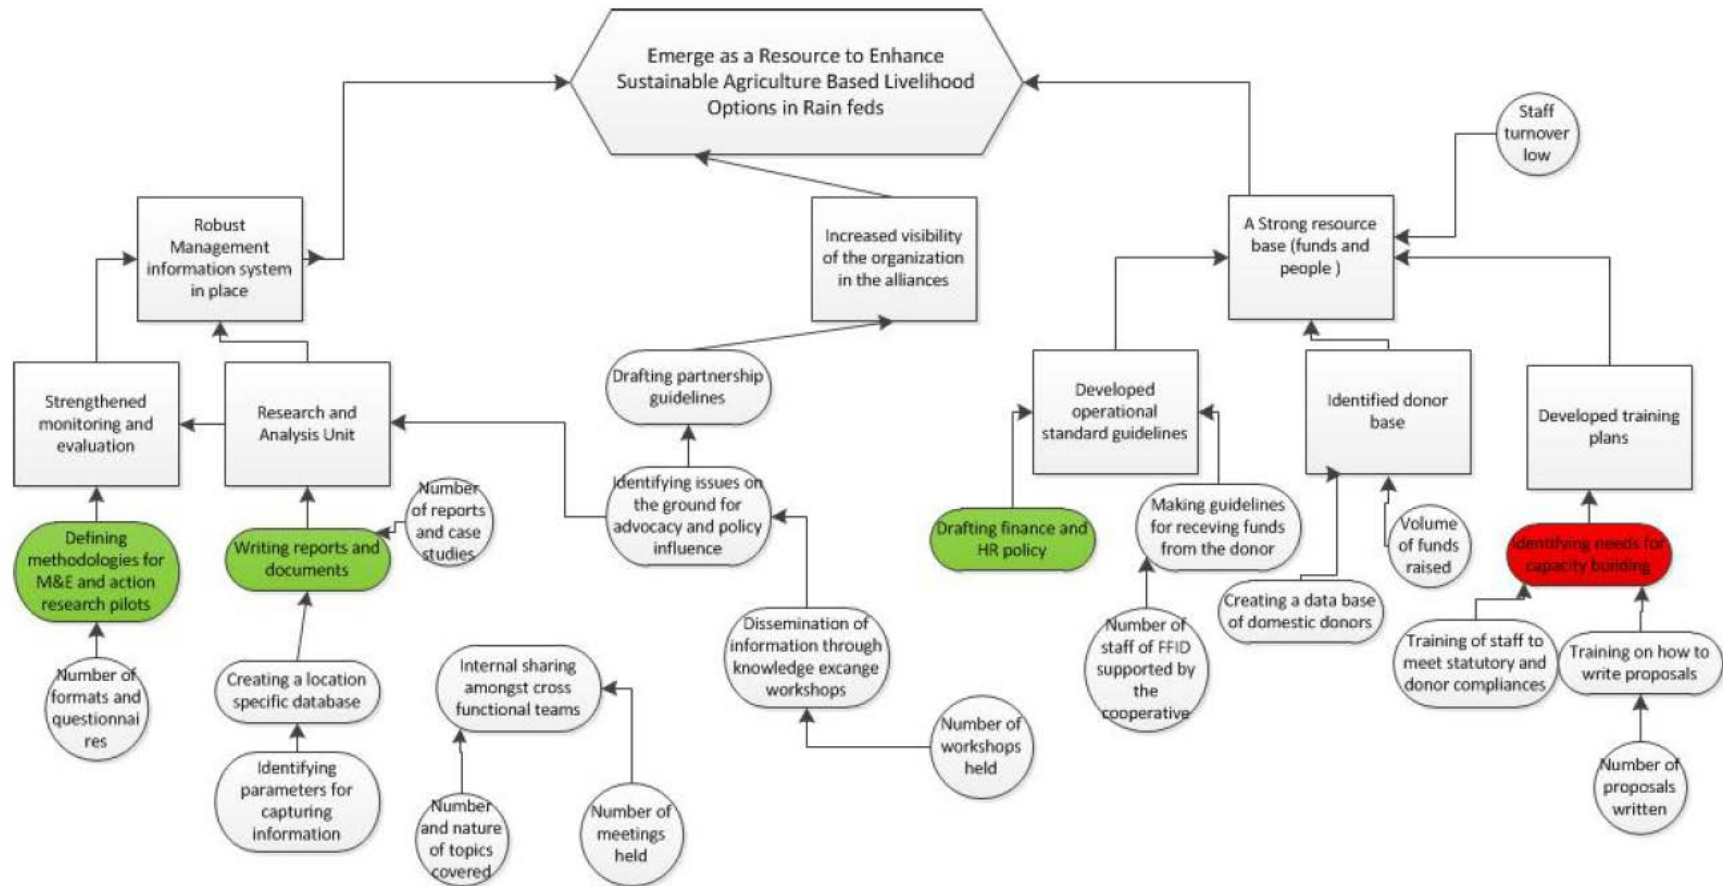 Emerge as a Resource to Enhance
Sustainable Agriculture Based Livelihood
Options in Rain feds
Staff
turnover
low
Robust
Management
information system
in place
Increased visibility
of the organization
in the alliances
A Strong resource
base (funds and
people )
Strengthened
monitoring and
evaluation
Research and
Analysis Unit
Drafting partnership
guidelines
Developed
operational
standard guidelines
Identified donor
base
Developed training
plans
Defining
methodologies for
M&E and action
research pilots
Writing reports and
documents
Number
of reports
and case
studies
Identifying issues on
the ground for
advocacy and policy
influence
Drafting finance and
HR policy
Making guidelines
for receving funds
from the donor
Volume
of funds
raised
Identifying needs for
capacity building
Number of
formats and
questionnai
res
Creating a location
specific database
Internal sharing
amongst cross
functional teams
Dissemination of
information through
knowledge excange
workshops
Number of
staff of FFID
supported by
the
cooperative
Creating a data base
of domestic donors
Training of staff to
meet statutory and
donor compliances
Training on how to
write proposals
Identifying
parameters for
capturing
information
Number
and nature
of topics
covered
Number of
meetings
held
Number of
workshops
held
Number of
proposals
written